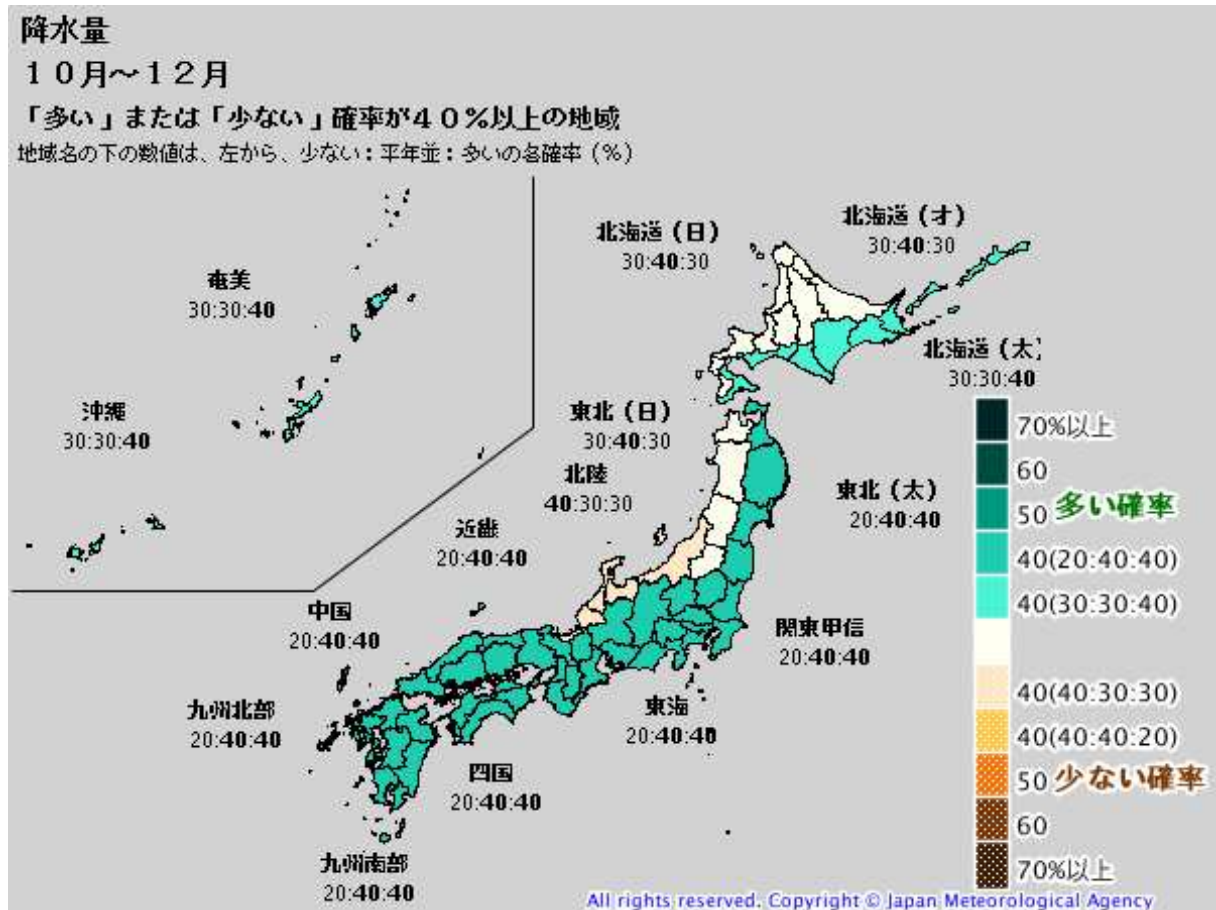 降水量
１０月～１２月
「多い」または「少ない」確率が４０％以上の地域
地域名の下の数値は、左から、少ない：平年並：多いの各確率（％）
北海道（日）
30:40:30
北海道（オ）
30:40:30
奄美
30:30:40
北海道（太）
30:30:40
沖縄
30:30:40
東北（日）
30:40:30
北陸
40:30:30
東北（太）
20:40:40
近畿
20:40:40
中国
20:40:40
関東甲信
20:40:40
九州北部
20:40:40
東海
20:40:40
四国
20:40:40
九州南部
20:40:40
70%以上
60
50 多い確率
40(20:40:40)
40(30:30:40)
40(40:30:30)
40(40:40:20)
50 少ない確率
60
70%以上
All rights reserved. Copyright © Japan Meteorological Agency